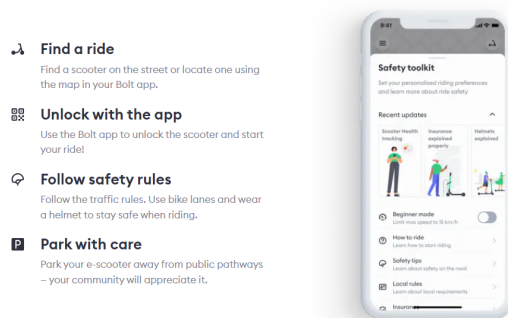 Find a ride
Find a scooter on the street or locate one using
the map in your Bolt app.
Unlock with the app
Use the Bolt app to unlock the scooter and start
your ride!
Follow safety rules
Follow the traffic rules. Use bike lanes and wear
a helmet to stay safe when riding.
P
Park with care
Park your e-scooter away from public pathways
– your community will appreciate it.
9:41
Safety toolkit
Set your personalised riding preferences
and learn more about ride safety
Recent updates
Scooter Health
tracking
Insurance
explained
properly
Helmets
explained
Beginner mode
Limit max speed to 15 km/h
How to ride
Learn how to start riding
Safety tips
Learn about safety on the road
Local rules
Learn about local requirements